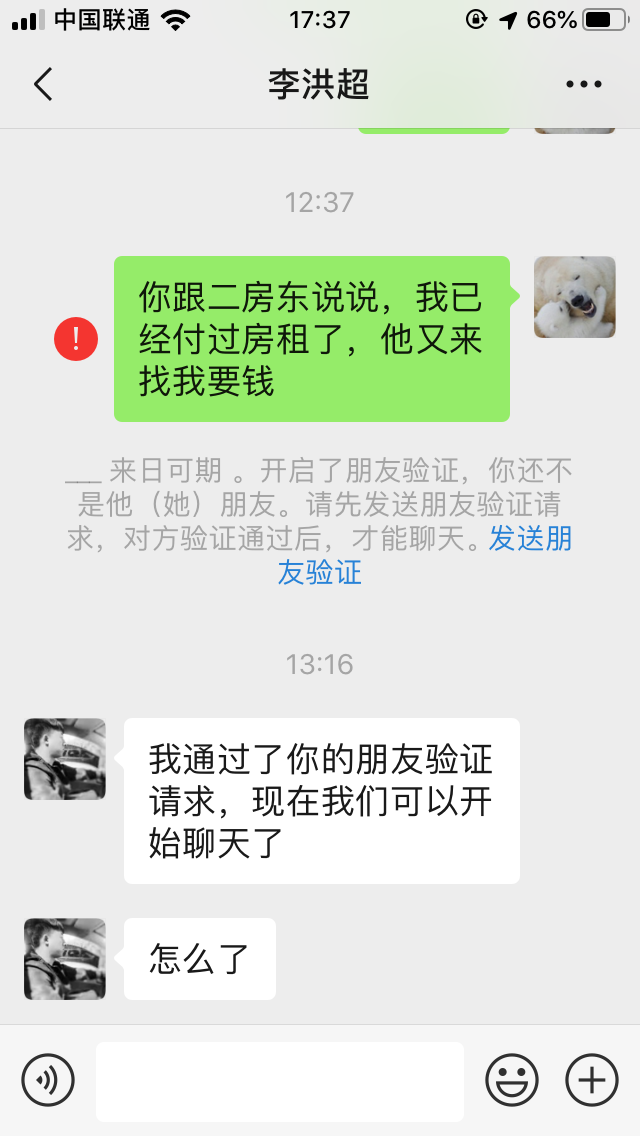 中国联通 17:37 66%
李洪超
12:37
你跟二房东说说，我已
经付过房租了，他又来
找我要钱
___ 来日可期 。开启了朋友验证，你还不
是他（她）朋友。请先发送朋友验证请
求，对方验证通过后，才能聊天。发送朋
友验证
13:16
我通过了你的朋友验证
请求，现在我们可以开
始聊天了
怎么了